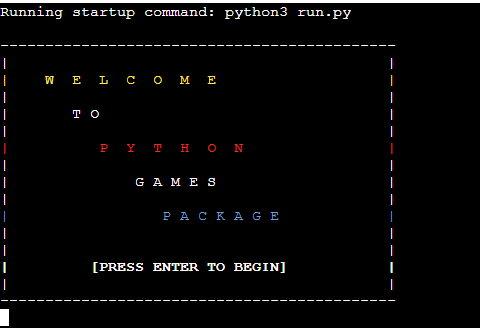 Running startup command: python3 run.py
W E L C O M E
T O
P Y T H O N
G A M E S
P A C K A G E
[PRESS ENTER TO BEGIN]